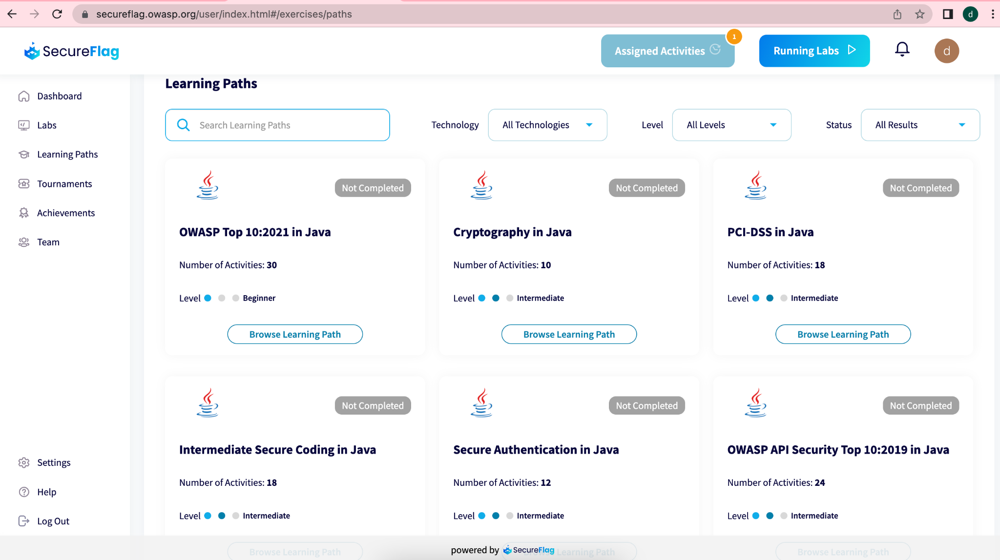 secureflag.owasp.org/user/index.html#/exercises/paths
d
SecureFlag
Assigned Activities
1
Running Labs
d
Dashboard
Labs
Learning Paths
Tournaments
Achievements
Team
Settings
Help
Log Out
Learning Paths
Search Learning Paths
Technology All Technologies
Level All Levels
Status All Results
Not Completed
OWASP Top 10:2021 in Java
Number of Activities: 30
Level Beginner
Browse Learning Path
Not Completed
Cryptography in Java
Number of Activities: 10
Level Intermediate
Browse Learning Path
Not Completed
PCI-DSS in Java
Number of Activities: 18
Level Intermediate
Browse Learning Path
Not Completed
Intermediate Secure Coding in Java
Number of Activities: 18
Level Intermediate
Browse Learning Path
Not Completed
Secure Authentication in Java
Number of Activities: 12
Level Intermediate
Browse Learning Path
Not Completed
OWASP API Security Top 10:2019 in Java
Number of Activities: 24
Level Intermediate
Browse Learning Path
powered by SecureFlag